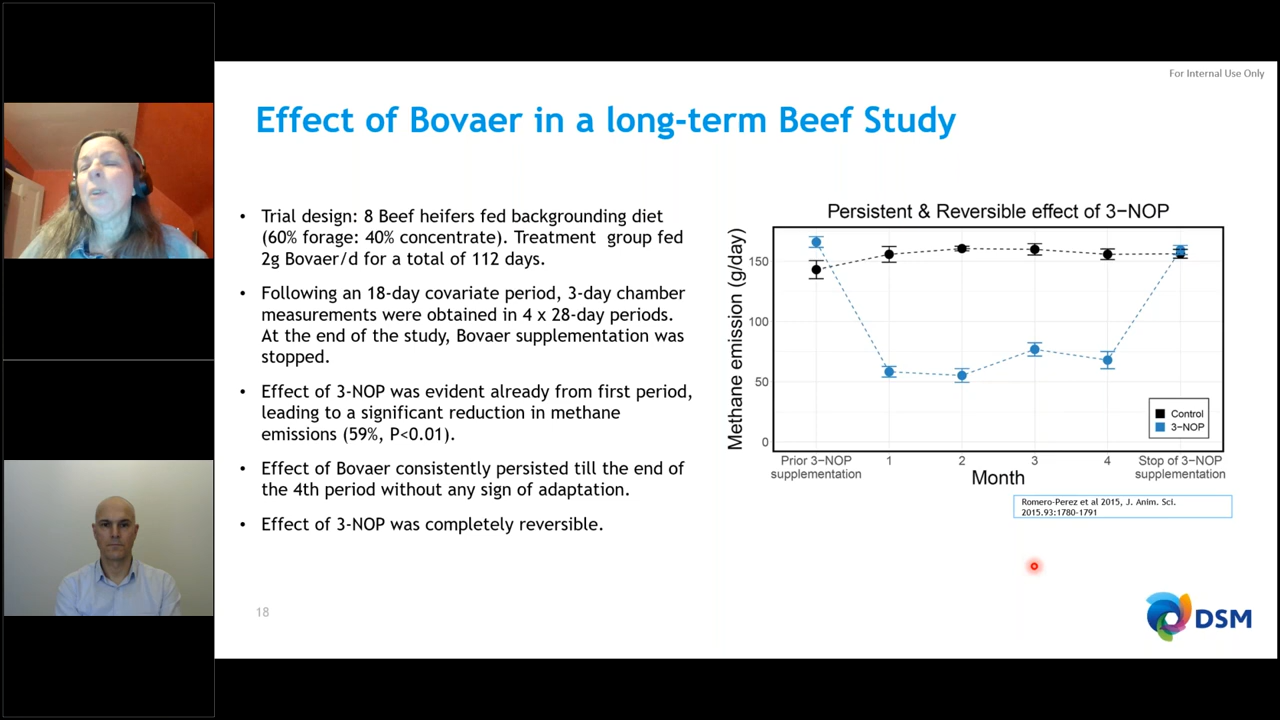 For Internal Use Only
Effect of Bovaer in a long-term Beef Study
• Trial design: 8 Beef heifers fed backgrounding diet
(60% forage: 40% concentrate). Treatment group fed
2g Bovaer/d for a total of 112 days.
• Following an 18-day covariate period, 3-day chamber
measurements were obtained in 4 x 28-day periods.
At the end of the study, Bovaer supplementation was
stopped.
• Effect of 3-NOP was evident already from first period,
leading to a significant reduction in methane
emissions (59%, P<0.01).
• Effect of Bovaer consistently persisted till the end of
the 4th period without any sign of adaptation.
• Effect of 3-NOP was completely reversible.
Persistent & Reversible effect of 3−NOP
Methane emission (g/day)
150
100
50
0
Control
3−NOP
Prior 3−NOP
supplementation
1
2
3
4
Stop of 3−NOP
supplementation
Month
Romero-Perez et al 2015, J. Anim. Sci.
2015.93:1780-1791
18
DSM